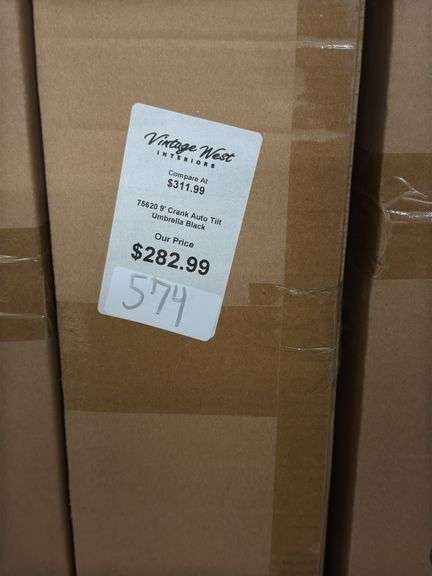 Vintage West
INTERIORS
Compare At
$311.99
75620 9' Crank Auto Tilt
Umbrella Black
Our Price
$282.99
574